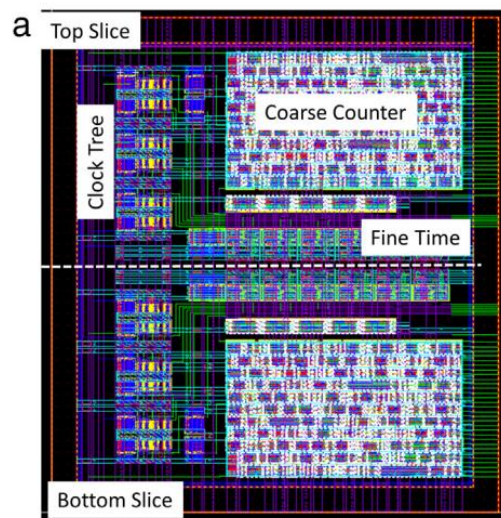 a
Top Slice
Coarse Counter
Clock Tree
Fine Time
Bottom Slice